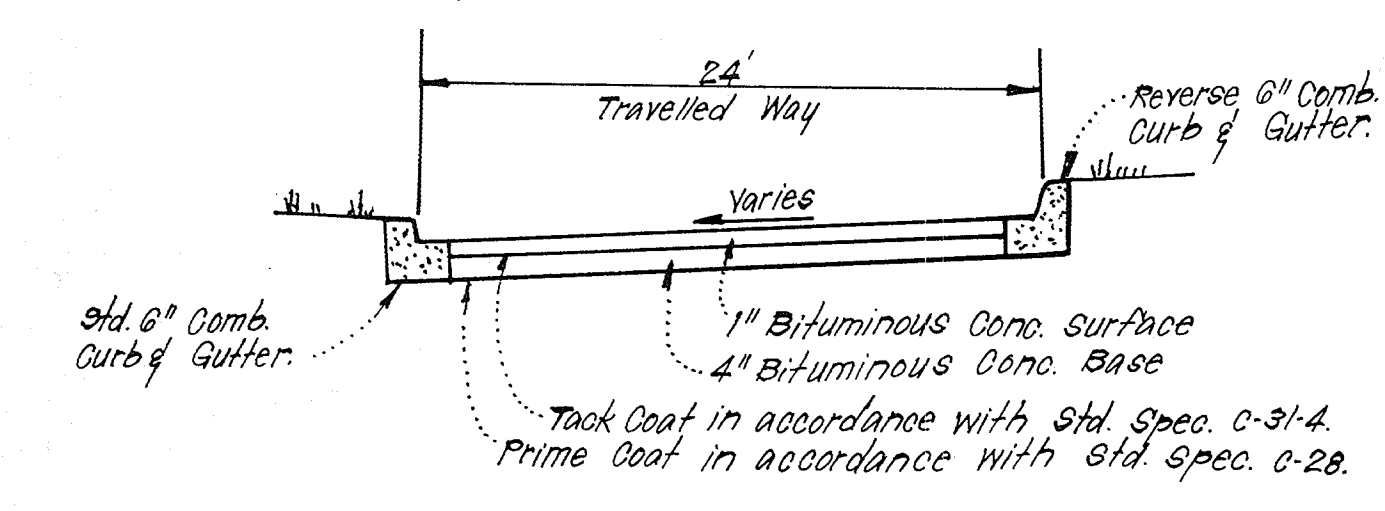 24'
Travelled Way
Reverse 6" Comb.
Curb & Gutter.
Varies
Std. 6" Comb.
Curb & Gutter.
1" Bituminous Conc. Surface
4" Bituminous Conc. Base
Tack Coat in accordance with Std. Spec. C-31-4.
Prime Coat in accordance with Std. Spec. C-28.